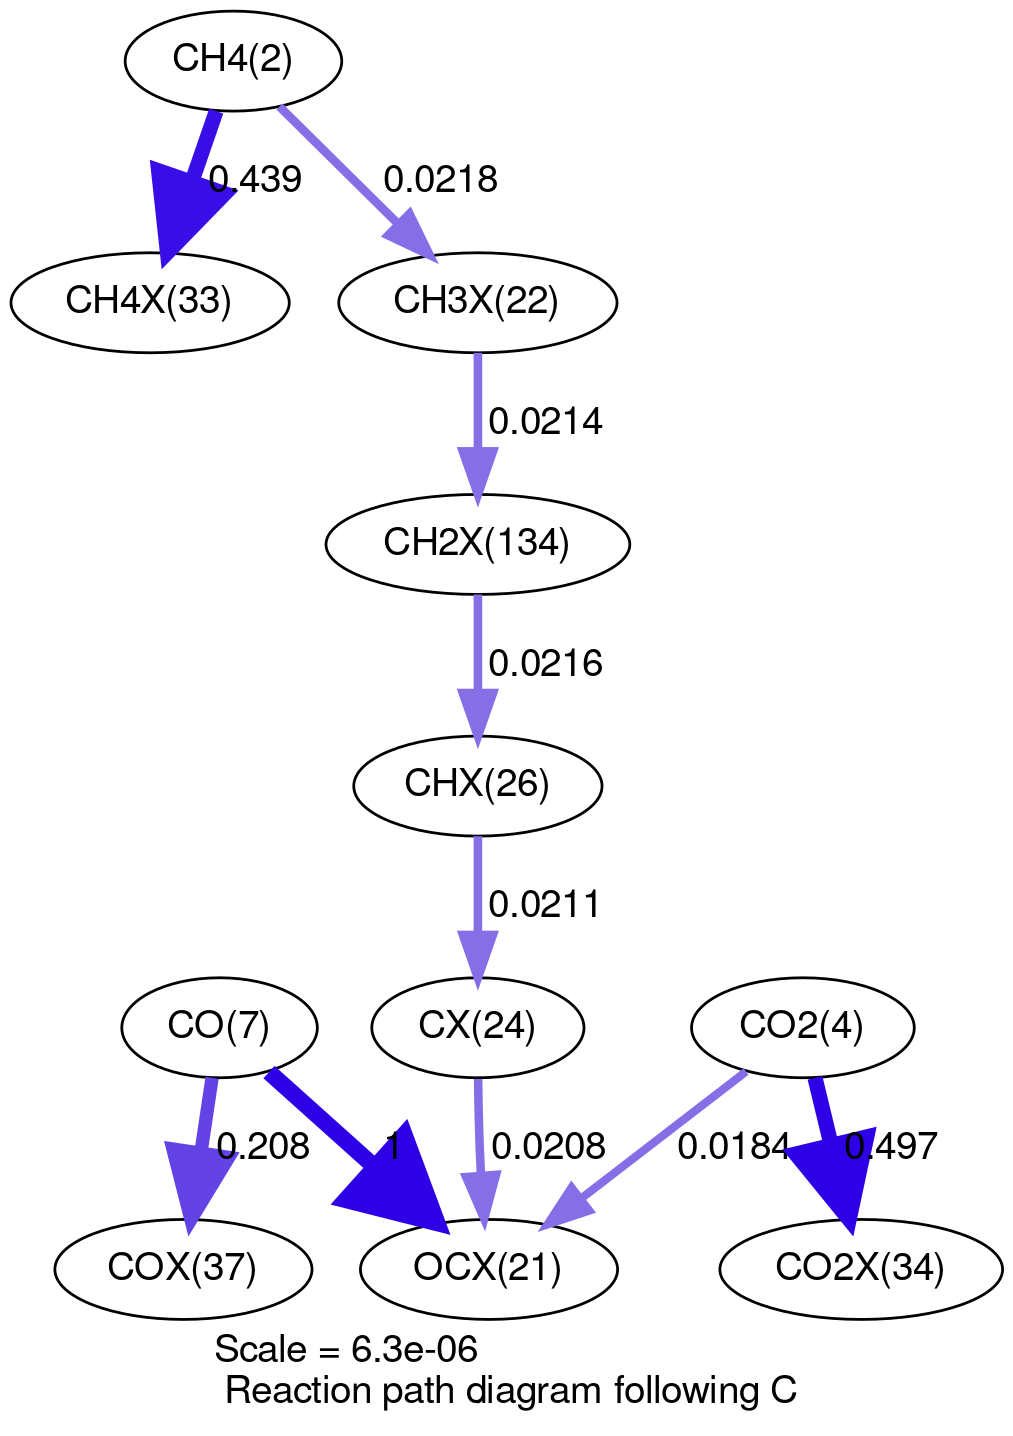 CH4(2)
0.439
0.0218
CH4X(33)
CH3X(22)
0.0214
CH2X(134)
0.0216
CHX(26)
0.0211
CO(7)
CX(24)
CO2(4)
0.208
1
0.0208
0.0184
0.497
COX(37)
OCX(21)
CO2X(34)
Scale = 6.3e-06
Reaction path diagram following C